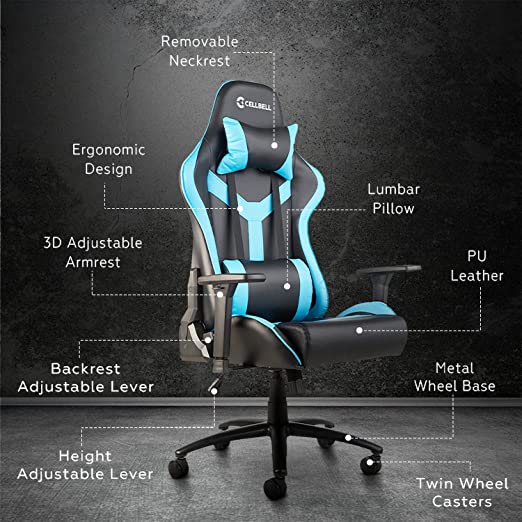 Removable
Neckrest
CELLBELL
Ergonomic
Design
Lumbar
Pillow
3D Adjustable
Armrest
PU
Leather
Backrest
Adjustable Lever
Metal
Wheel Base
Height
Adjustable Lever
Twin Wheel
Casters